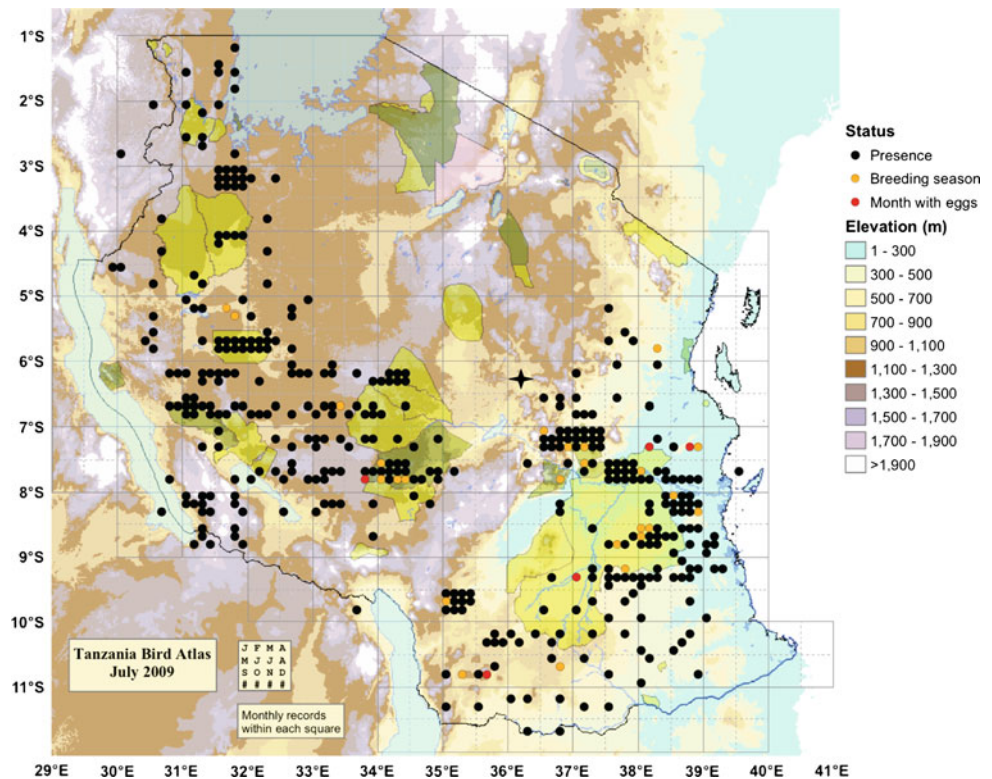 1°S
2°S
3°S
4°S
5°S
6°S
7°S
8°S
9°S
10°S
11°S
Status
Presence
Breeding season
Month with eggs
Elevation (m)
1 - 300
300 - 500
500 - 700
700 - 900
900 - 1,100
1,100 - 1,300
1,300 - 1,500
1,500 - 1,700
1,700 - 1,900
>1,900
Tanzania Bird Atlas
July 2009
J F M A
M J J A
S O N D
# # # #
Monthly records
within each square
29°E 30°E 31°E 32°E 33°E 34°E 35°E 36°E 37°E 38°E 39°E 40°E 41°E